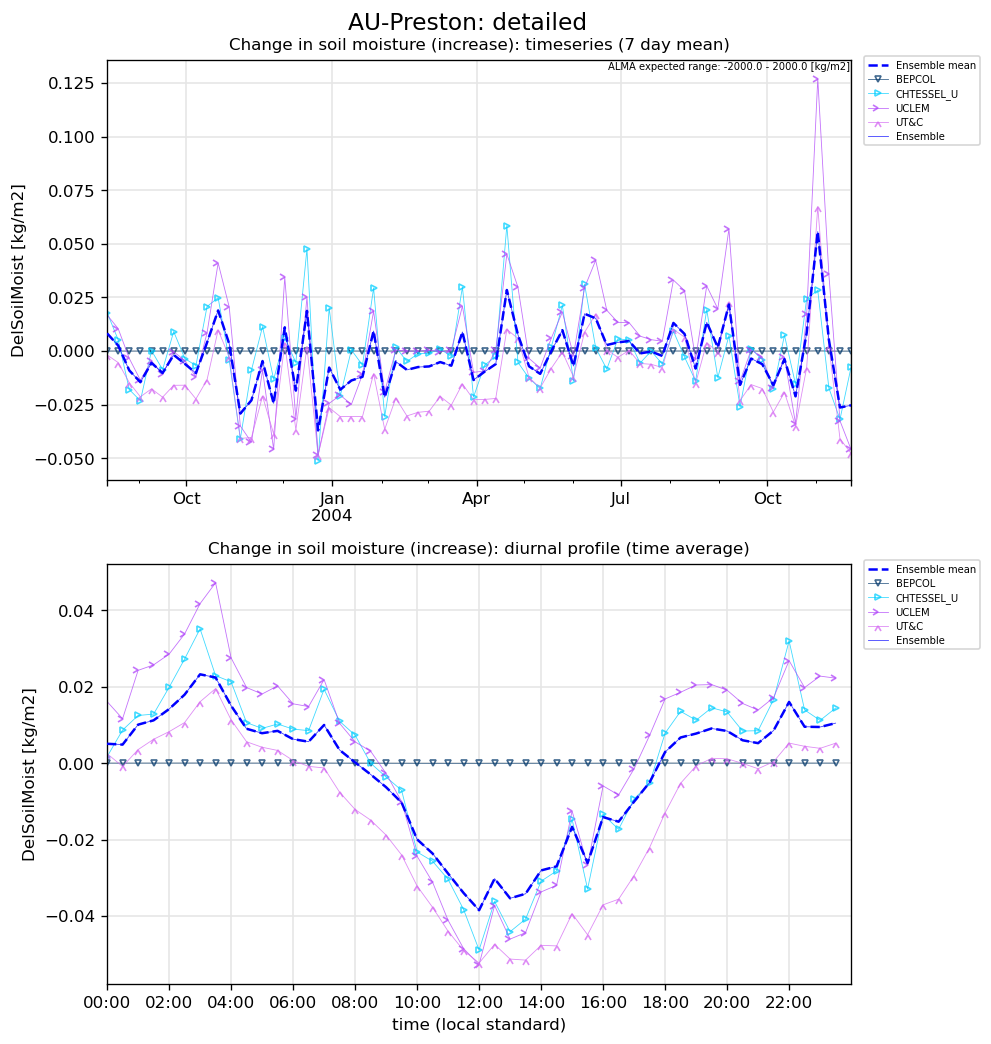 AU-Preston: detailed
Change in soil moisture (increase): timeseries (7 day mean)
ALMA expected range: -2000.0 - 2000.0 [kg/m2]
DelSoilMoist [kg/m2]
0.125
0.100
0.075
0.050
0.025
0.000
−0.025
−0.050
Oct
Jan
2004
Apr
Jul
Oct
Ensemble mean
BEPCOL
CHTESSEL_U
UCLEM
UT&C
Ensemble
Change in soil moisture (increase): diurnal profile (time average)
DelSoilMoist [kg/m2]
0.04
0.02
0.00
−0.02
−0.04
00:00
02:00
04:00
06:00
08:00
10:00
12:00
14:00
16:00
18:00
20:00
22:00
time (local standard)
Ensemble mean
BEPCOL
CHTESSEL_U
UCLEM
UT&C
Ensemble